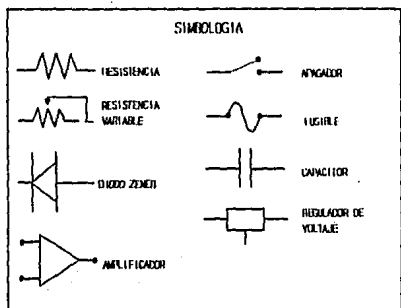 SIMBOLOGIA
RESISTENCIA
RESISTENCIA
VARIABLE
DIODO ZENER
AMPLIFICADOR
APAGADOR
FUSIBLE
CAPACITOR
REGULADOR DE
VOLTAJE